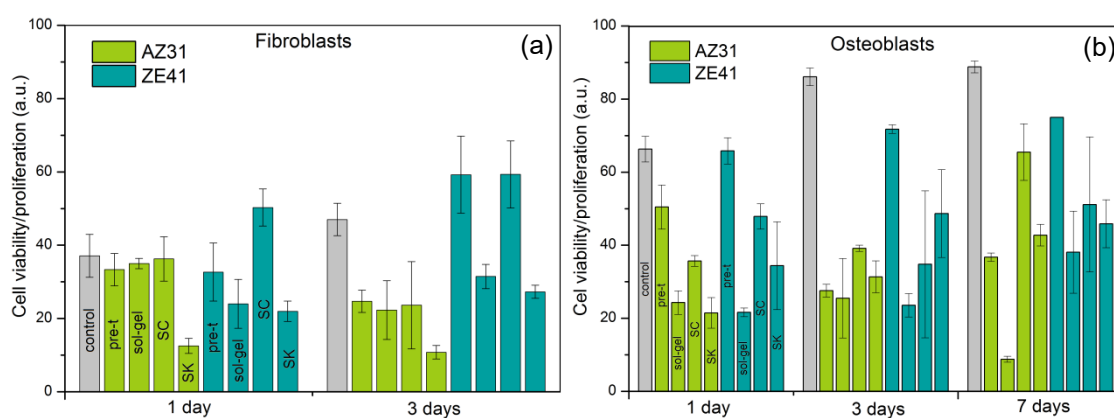 Fibroblasts
(a)
AZ31
ZE41
Cell viability/proliferation (a.u.)
100
80
60
40
20
0
control
pre-t
sol-gel
SC
SK
pre-t
sol-gel
SC
SK
1 day
3 days
Osteoblasts
(b)
AZ31
ZE41
Cel viability/proliferation (a.u.)
100
80
60
40
20
0
control
pre-t
sol-gel
SC
SK
pre-t
sol-gel
SC
SK
1 day
3 days
7 days